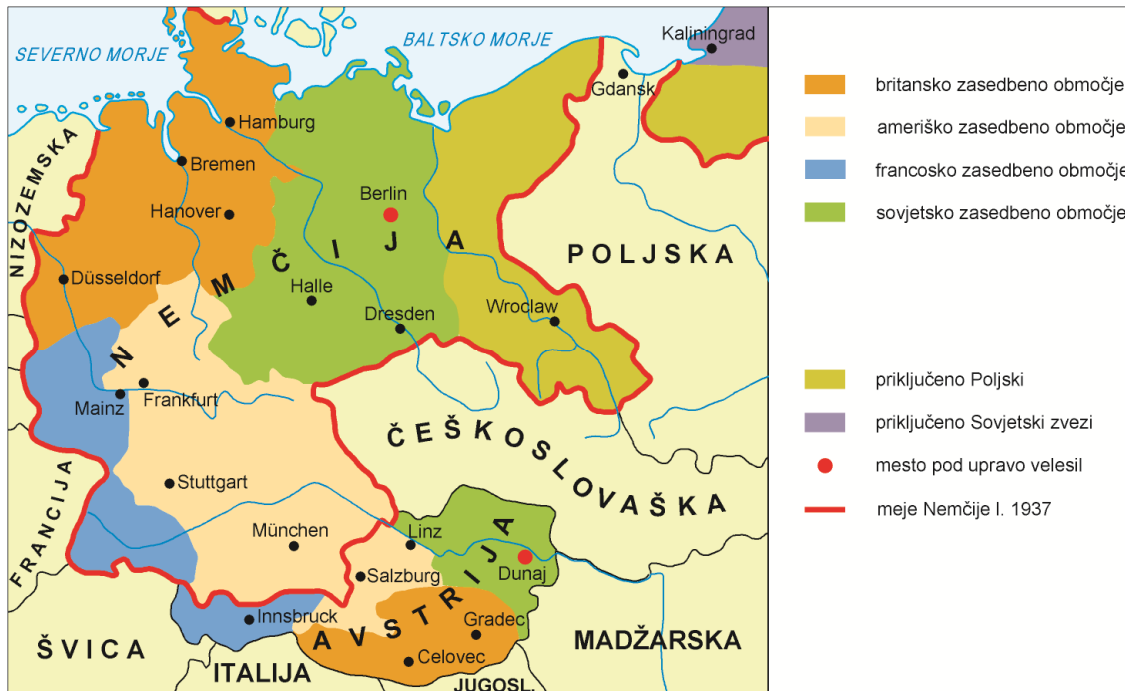 SEVERNO MORJE
BALTSKO MORJE
Kaliningrad
Gdansk
Hamburg
Bremen
NIZOZEMSKA
Hanover
Berlin
NEMČIJA
POLJSKA
Düsseldorf
Halle
Wroclaw
Dresden
Mainz
Frankfurt
ČEŠKOSLOVAŠKA
FRANCIJA
Stuttgart
München
Linz
Dunaj
Salzburg
AVSTRIJA
Innsbruck
Gradec
Celovec
ŠVICA
ITALIJA
JUGOSL.
MADŽARSKA
britansko zasedbeno območje
ameriško zasedbeno območje
francosko zasedbeno območje
sovjetsko zasedbeno območje
priključeno Poljski
priključeno Sovjetski zvezi
mesto pod upravo velesil
meje Nemčije l. 1937